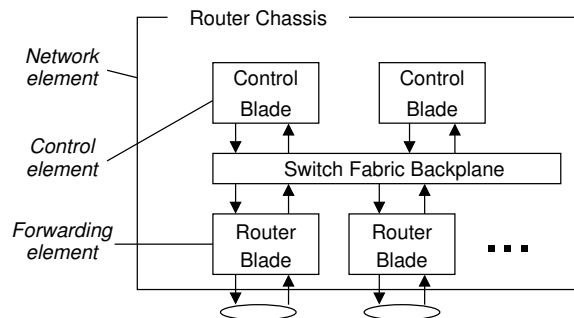 Router Chassis
Network
element
Control
Blade
Control
Blade
Control
element
Switch Fabric Backplane
Forwarding
element
Router
Blade
Router
Blade